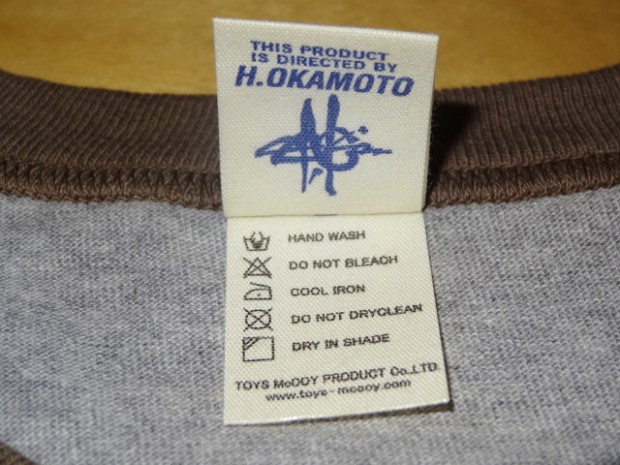 THIS PRODUCT
IS DIRECTED BY
H.OKAMOTO
HAND WASH
DO NOT BLEACH
COOL IRON
DO NOT DRYCLEAN
DRY IN SHADE
TOYS McCOY PRODUCT Co.,LTD.
www.toys-mccoy.com